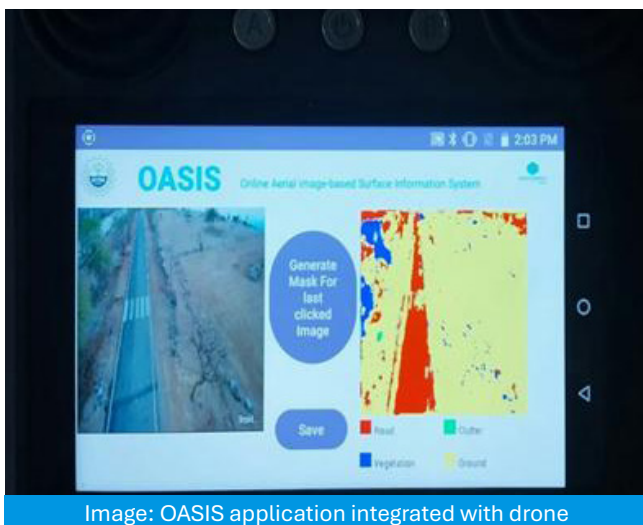 A B
2:03 PM
OASIS Online Aerial image-based Surface Information System
Generate
Mask For
last
clicked
Image
Save
Road Clutter
Vegetation Ground
Image: OASIS application integrated with drone